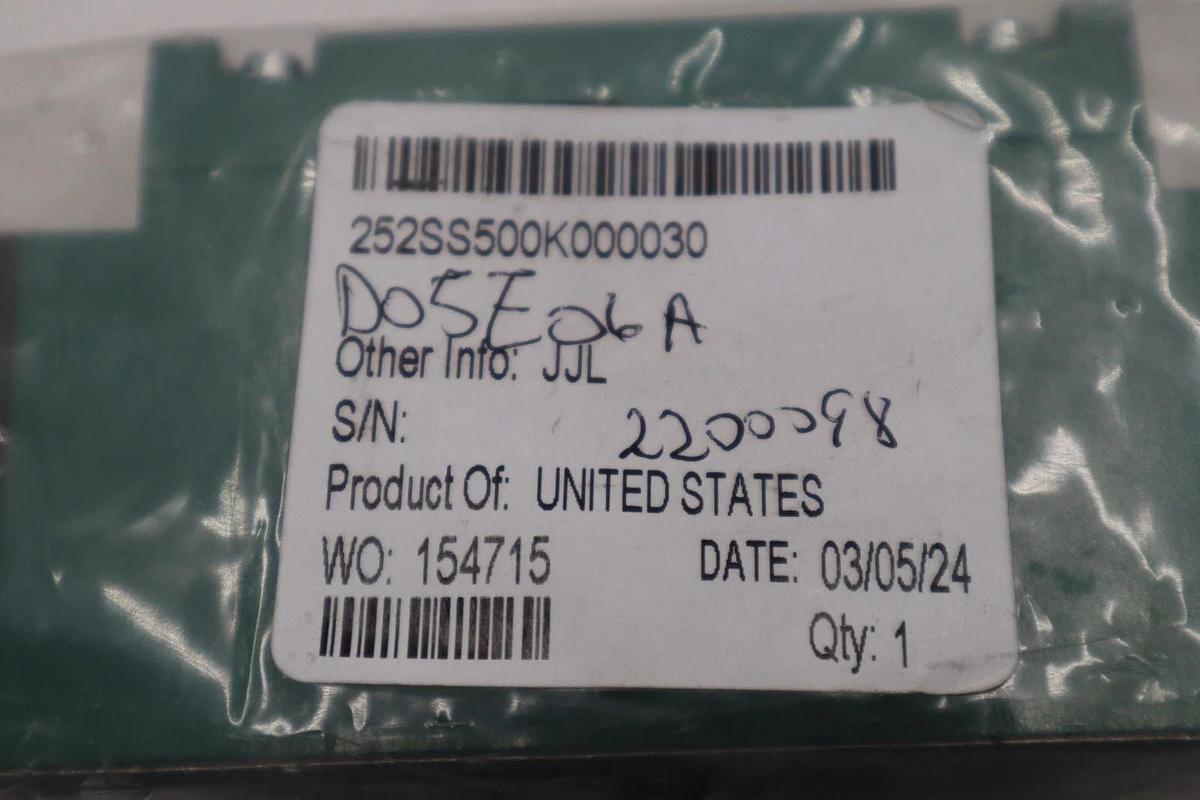 252SS500K000030
D05E06A
Other Info: JJL
S/N: 2200098
Product Of: UNITED STATES
WO: 154715 DATE: 03/05/24
Qty: 1